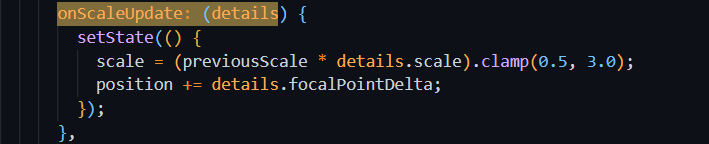 onScaleUpdate: (details) {
setState(() {
scale = (previousScale * details.scale).clamp(0.5, 3.0);
position += details.focalPointDelta;
});
},